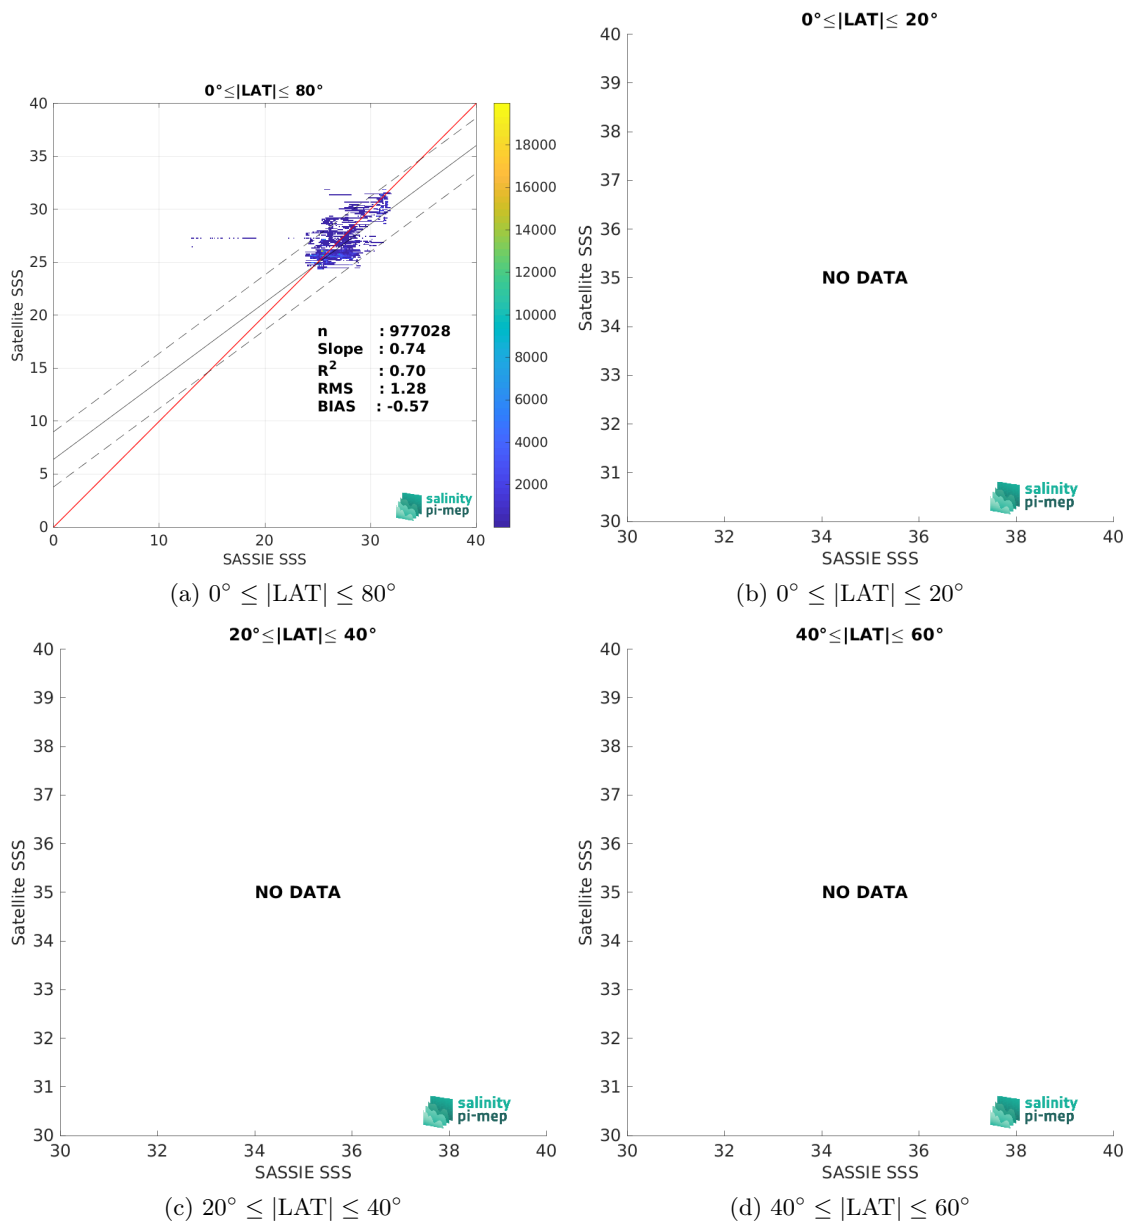 0°≤|LAT|≤ 80°
40
35
30
25
20
15
10
5
0
Satellite SSS
0
10
20
30
40
SASSIE SSS
n : 977028
Slope : 0.74
R² : 0.70
RMS : 1.28
BIAS : -0.57
salinity
pi-mep
18000
16000
14000
12000
10000
8000
6000
4000
2000
(a) 0° ≤ |LAT| ≤ 80°
0°≤|LAT|≤ 20°
40
39
38
37
36
35
34
33
32
31
30
Satellite SSS
NO DATA
salinity
pi-mep
30
32
34
36
38
40
SASSIE SSS
(b) 0° ≤ |LAT| ≤ 20°
20°≤|LAT|≤ 40°
40
39
38
37
36
35
34
33
32
31
30
Satellite SSS
NO DATA
salinity
pi-mep
30
32
34
36
38
40
SASSIE SSS
(c) 20° ≤ |LAT| ≤ 40°
40°≤|LAT|≤ 60°
40
39
38
37
36
35
34
33
32
31
30
Satellite SSS
NO DATA
salinity
pi-mep
30
32
34
36
38
40
SASSIE SSS
(d) 40° ≤ |LAT| ≤ 60°